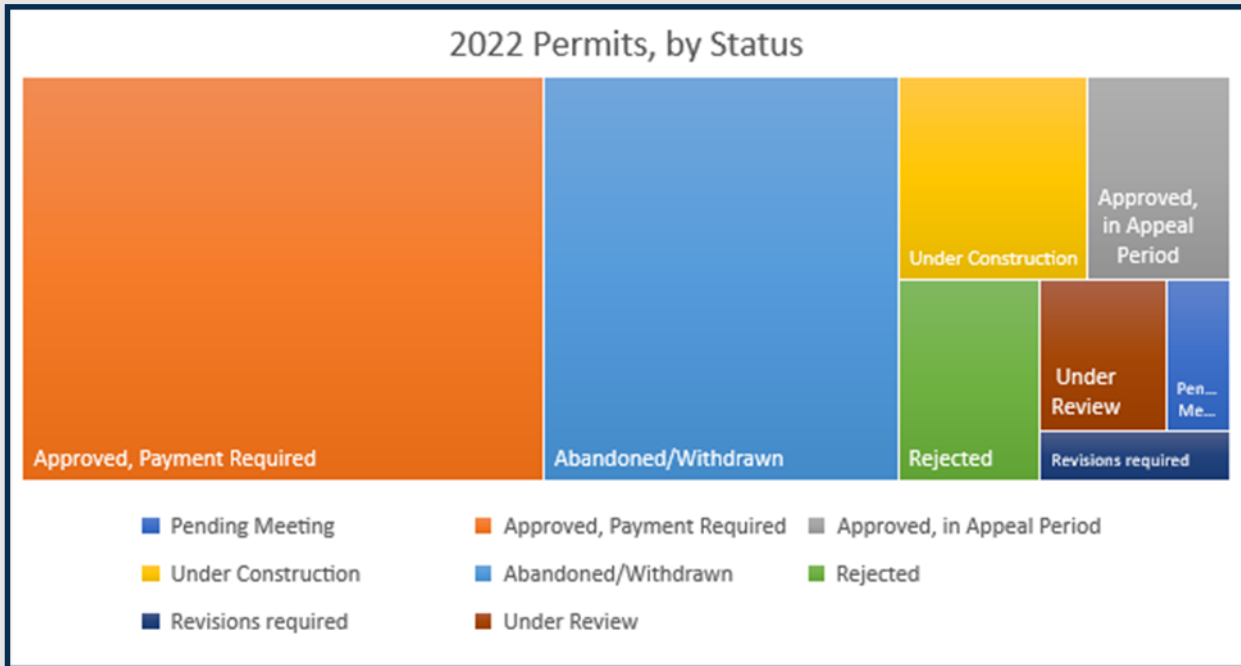 2022 Permits, by Status
Approved, Payment Required
Abandoned/Withdrawn
Under Construction
Approved,
in Appeal
Period
Rejected
Under
Review
Pen...
Me...
Revisions required
Pending Meeting
Approved, Payment Required
Approved, in Appeal Period
Under Construction
Abandoned/Withdrawn
Rejected
Revisions required
Under Review